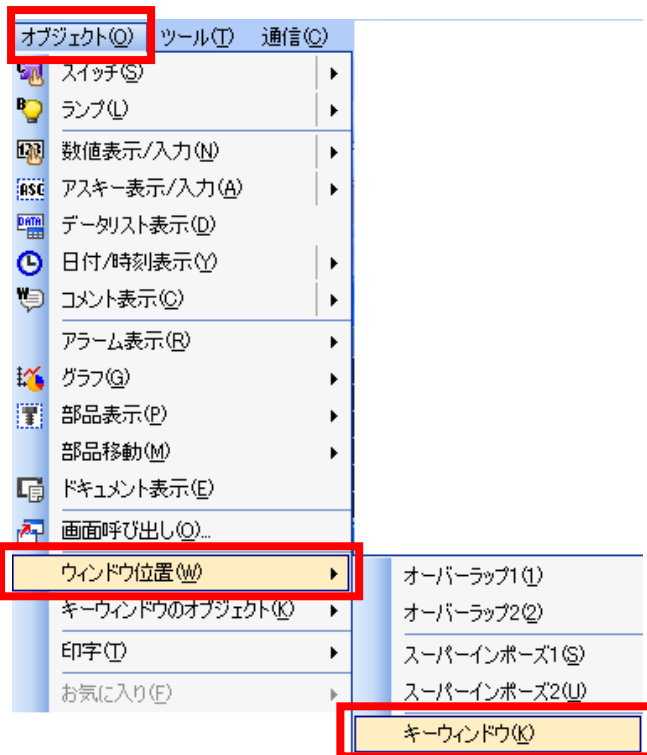 オブジェクト(O) ツール(T) 通信(C)
スイッチ(S)
B ランプ(L)
123 数値表示/入力(N)
ASC アスキー表示/入力(A)
DATA データリスト表示(D)
日付/時刻表示(Y)
W コメント表示(C)
アラーム表示(R)
グラフ(G)
部品表示(P)
部品移動(M)
ドキュメント表示(E)
画面呼び出し(O)...
ウィンドウ位置(W)
キーウィンドウのオブジェクト(K)
印字(T)
お気に入り(F)
オーバーラップ1(1)
オーバーラップ2(2)
スーパーインポーズ1(S)
スーパーインポーズ2(U)
キーウィンドウ(K)